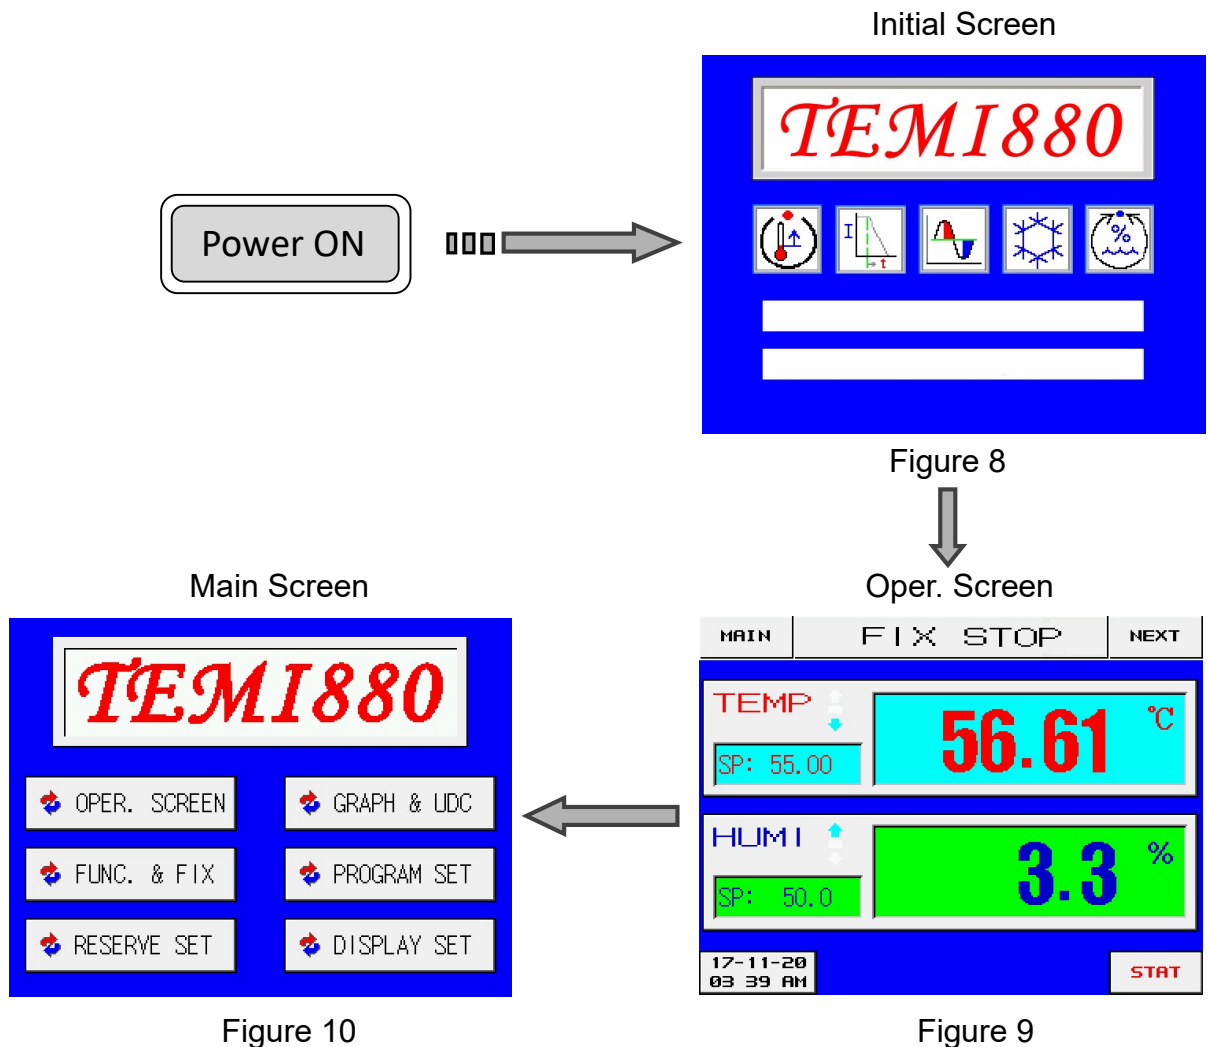 Initial Screen
TEMI880
Power ON
I
t
%
Figure 8
Main Screen
Oper. Screen
TEMI880
OPER. SCREEN
GRAPH & UDC
FUNC. & FIX
PROGRAM SET
RESERVE SET
DISPLAY SET
MAIN
FIX STOP
NEXT
TEMP
56.61 ℃
SP: 55.00
HUMI
3.3 %
SP: 50.0
17-11-20
03 39 AM
STAT
Figure 10
Figure 9